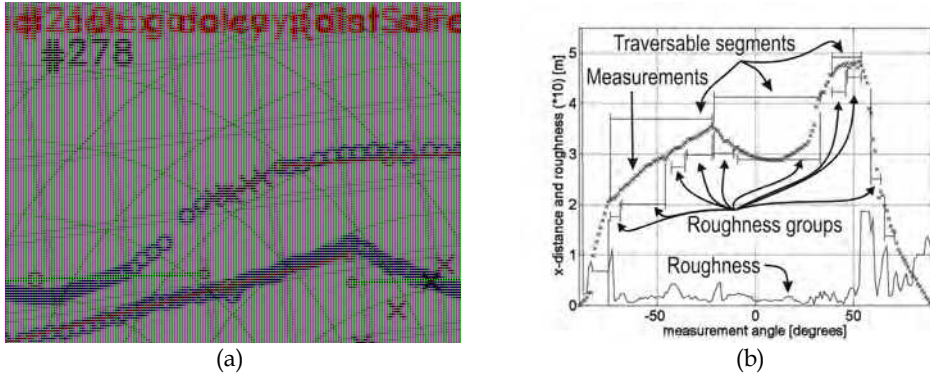 #278
Traversable segments
Measurements
Roughness groups
Roughness
x-distance and roughness (*10) [m]
5
4
3
2
1
0
-50
0
50
measurement angle [degrees]
(a)
(b)